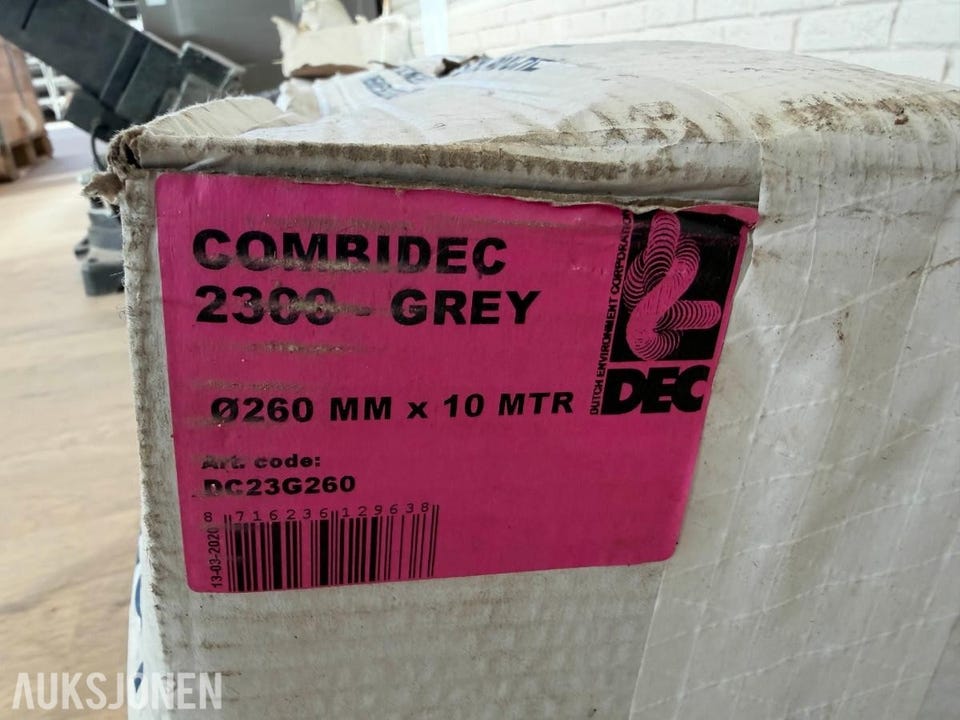 COMBIDEC
2300 - GREY
Ø260 MM x 10 MTR
Art. code:
DC23G260
8 716236 129638
13-03-2020
DUTCH ENVIRONMENT CORPORATION
DEC
AUKSJONEN